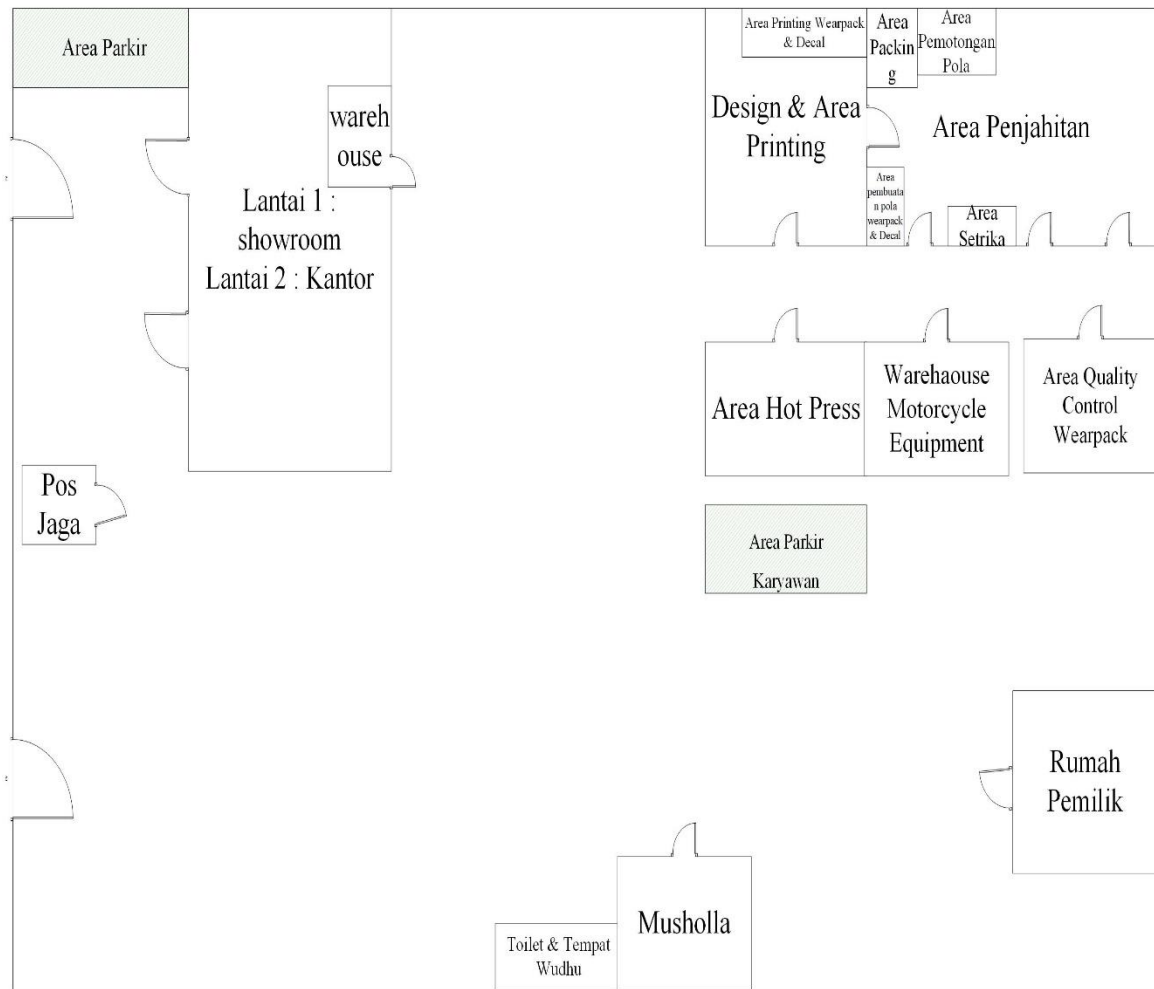 Area Parkir
wareh
ouse
Lantai 1 :
showroom
Lantai 2 : Kantor
Area Printing Wearpack
& Decal
Area
Packin
g
Area
Pemotongan
Pola
Design & Area
Printing
Area Penjahitan
Area
pembuata
n pola
wearpack
& Decal
Area
Setrika
Area Hot Press
Warehaouse
Motorcycle
Equipment
Area Quality
Control
Wearpack
Pos
Jaga
Area Parkir
Karyawan
Rumah
Pemilik
Musholla
Toilet & Tempat
Wudhu